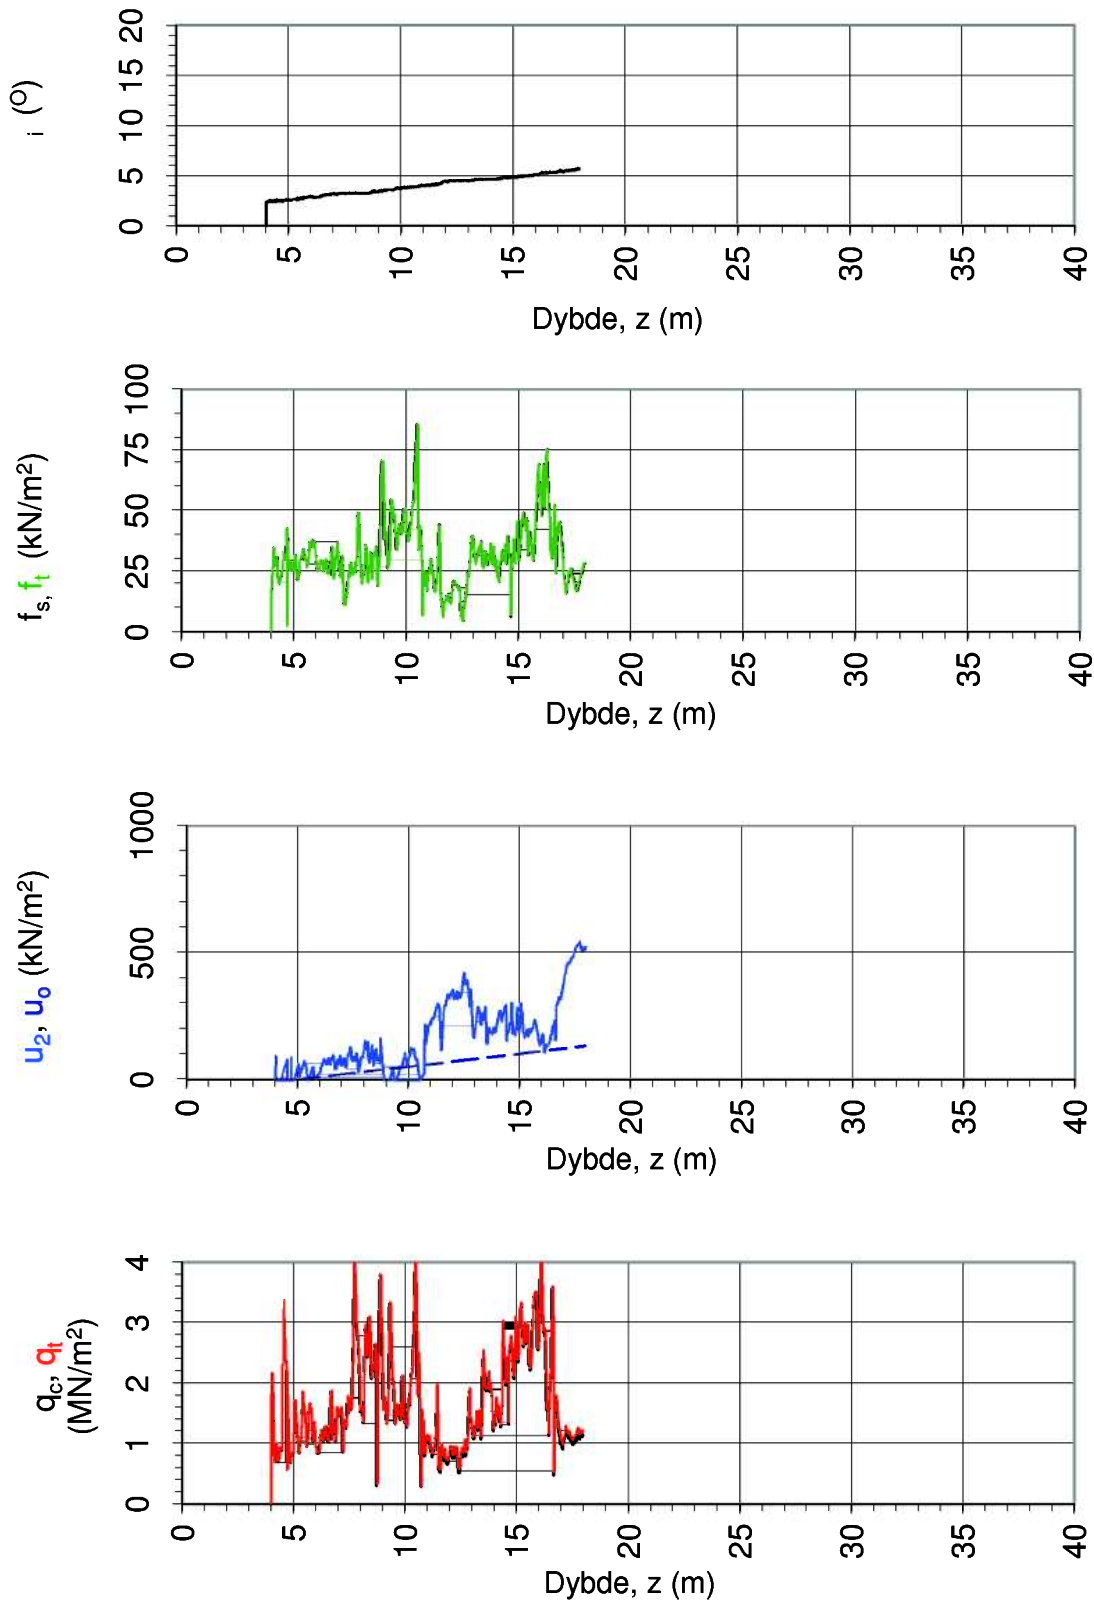 i (O)
20
15
10
5
0
0 5 10 15 20 25 30 35 40
Dybde, z (m)
fs, ft (kN/m2)
100
75
50
25
0
0 5 10 15 20 25 30 35 40
Dybde, z (m)
u2, uo (kN/m2)
1000
500
0
0 5 10 15 20 25 30 35 40
Dybde, z (m)
qc, qt
(MN/m2)
4
3
2
1
0
0 5 10 15 20 25 30 35 40
Dybde, z (m)